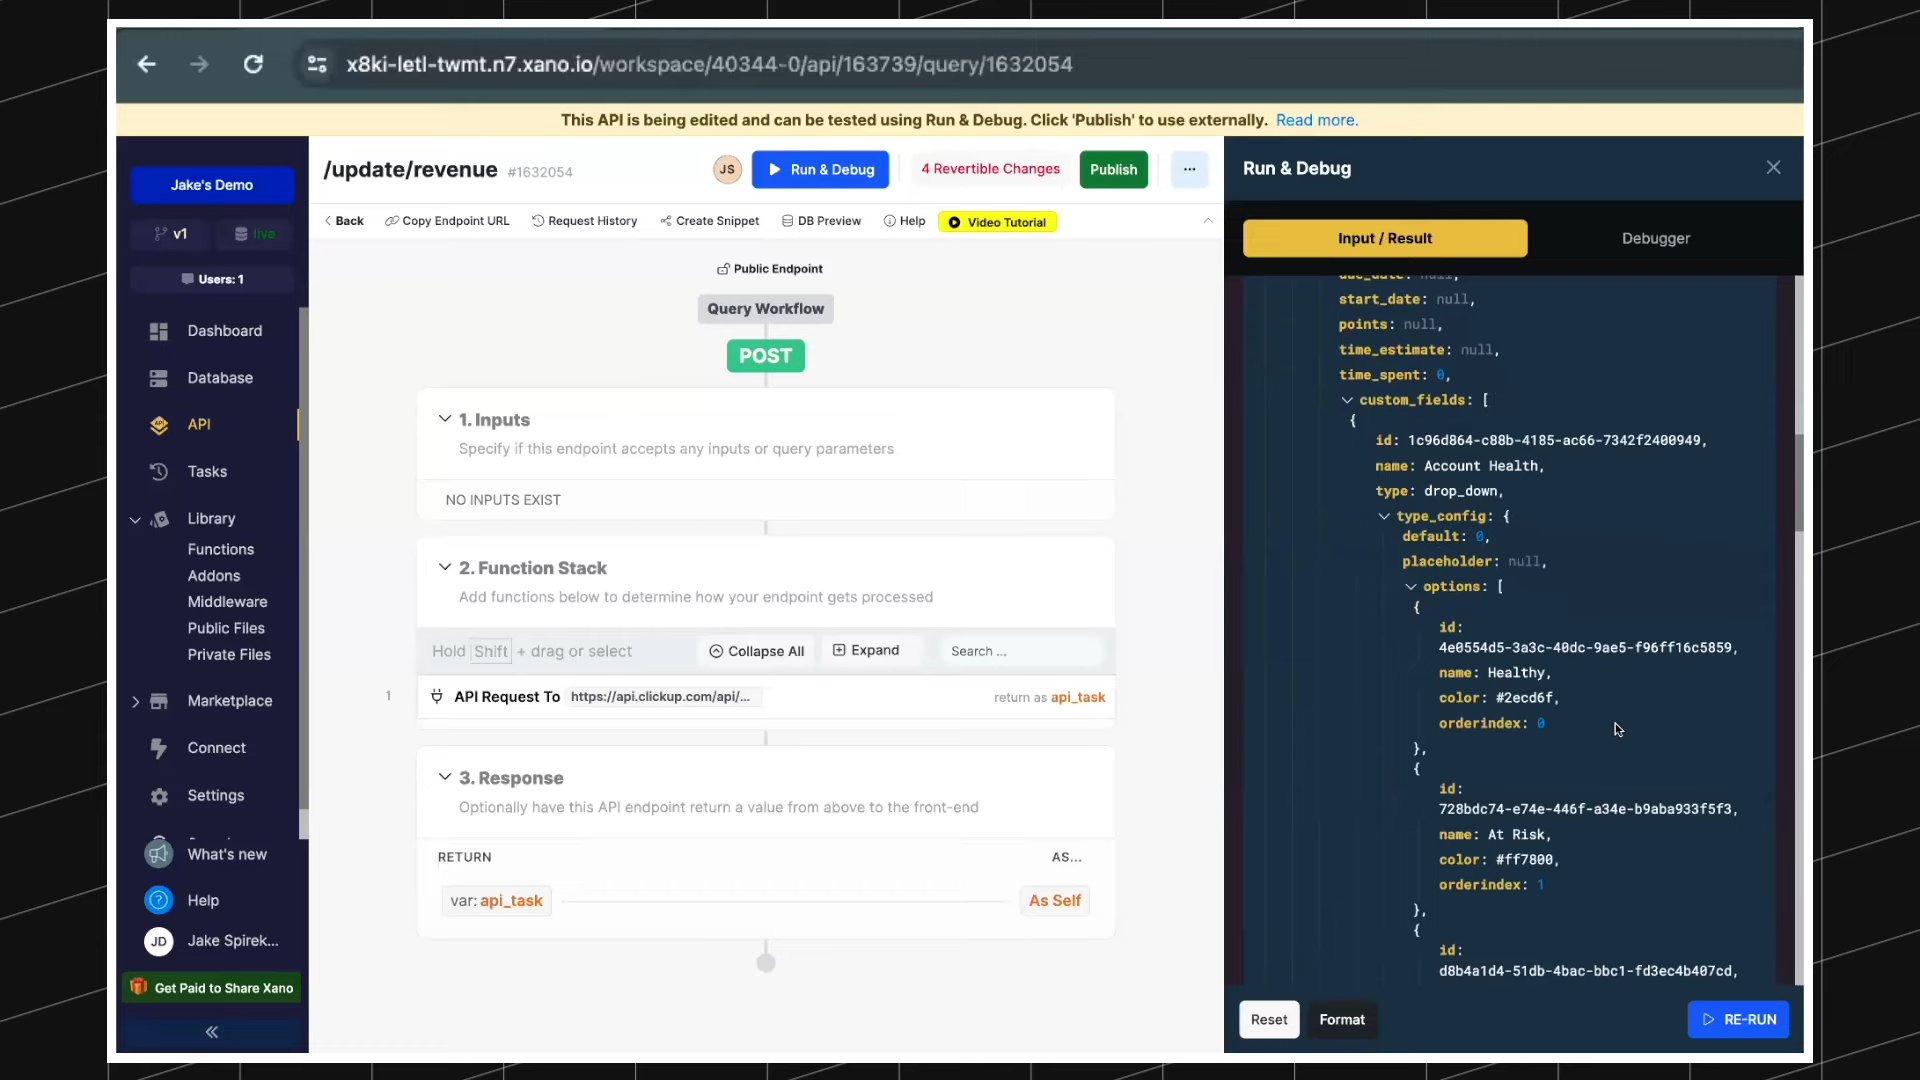 x8ki-letl-twmt.n7.xano.io/workspace/40344-0/api/163739/query/1632054
This API is being edited and can be tested using Run & Debug. Click 'Publish' to use externally. Read more.
Jake's Demo
v1
live
Users: 1
Dashboard
Database
API
Tasks
Library
Functions
Addons
Middleware
Public Files
Private Files
Marketplace
Connect
Settings
What's new
Help
JD Jake Spirek...
Get Paid to Share Xano
/update/revenue #1632054
JS
Run & Debug
4 Revertible Changes
Publish
Back
Copy Endpoint URL
Request History
Create Snippet
DB Preview
Help
Video Tutorial
Public Endpoint
Query Workflow
POST
1. Inputs
Specify if this endpoint accepts any inputs or query parameters
NO INPUTS EXIST
2. Function Stack
Add functions below to determine how your endpoint gets processed
Hold Shift + drag or select
Collapse All
Expand
Search ...
1
API Request To https://api.clickup.com/api/...
return as api_task
3. Response
Optionally have this API endpoint return a value from above to the front-end
RETURN
AS...
var: api_task
As Self
Run & Debug
Input / Result
Debugger
due_date: null,
start_date: null,
points: null,
time_estimate: null,
time_spent: 0,
custom_fields: [
{
id: 1c96d864-c88b-4185-ac66-7342f2400949,
name: Account Health,
type: drop_down,
type_config: {
default: 0,
placeholder: null,
options: [
{
id:
4e0554d5-3a3c-40dc-9ae5-f96ff16c5859,
name: Healthy,
color: #2ecd6f,
orderindex: 0
},
{
id:
728bdc74-e74e-446f-a34e-b9aba933f5f3,
name: At Risk,
color: #ff7800,
orderindex: 1
},
{
id:
d8b4a1d4-51db-4bac-bbc1-fd3ec4b407cd,
Reset
Format
RE-RUN